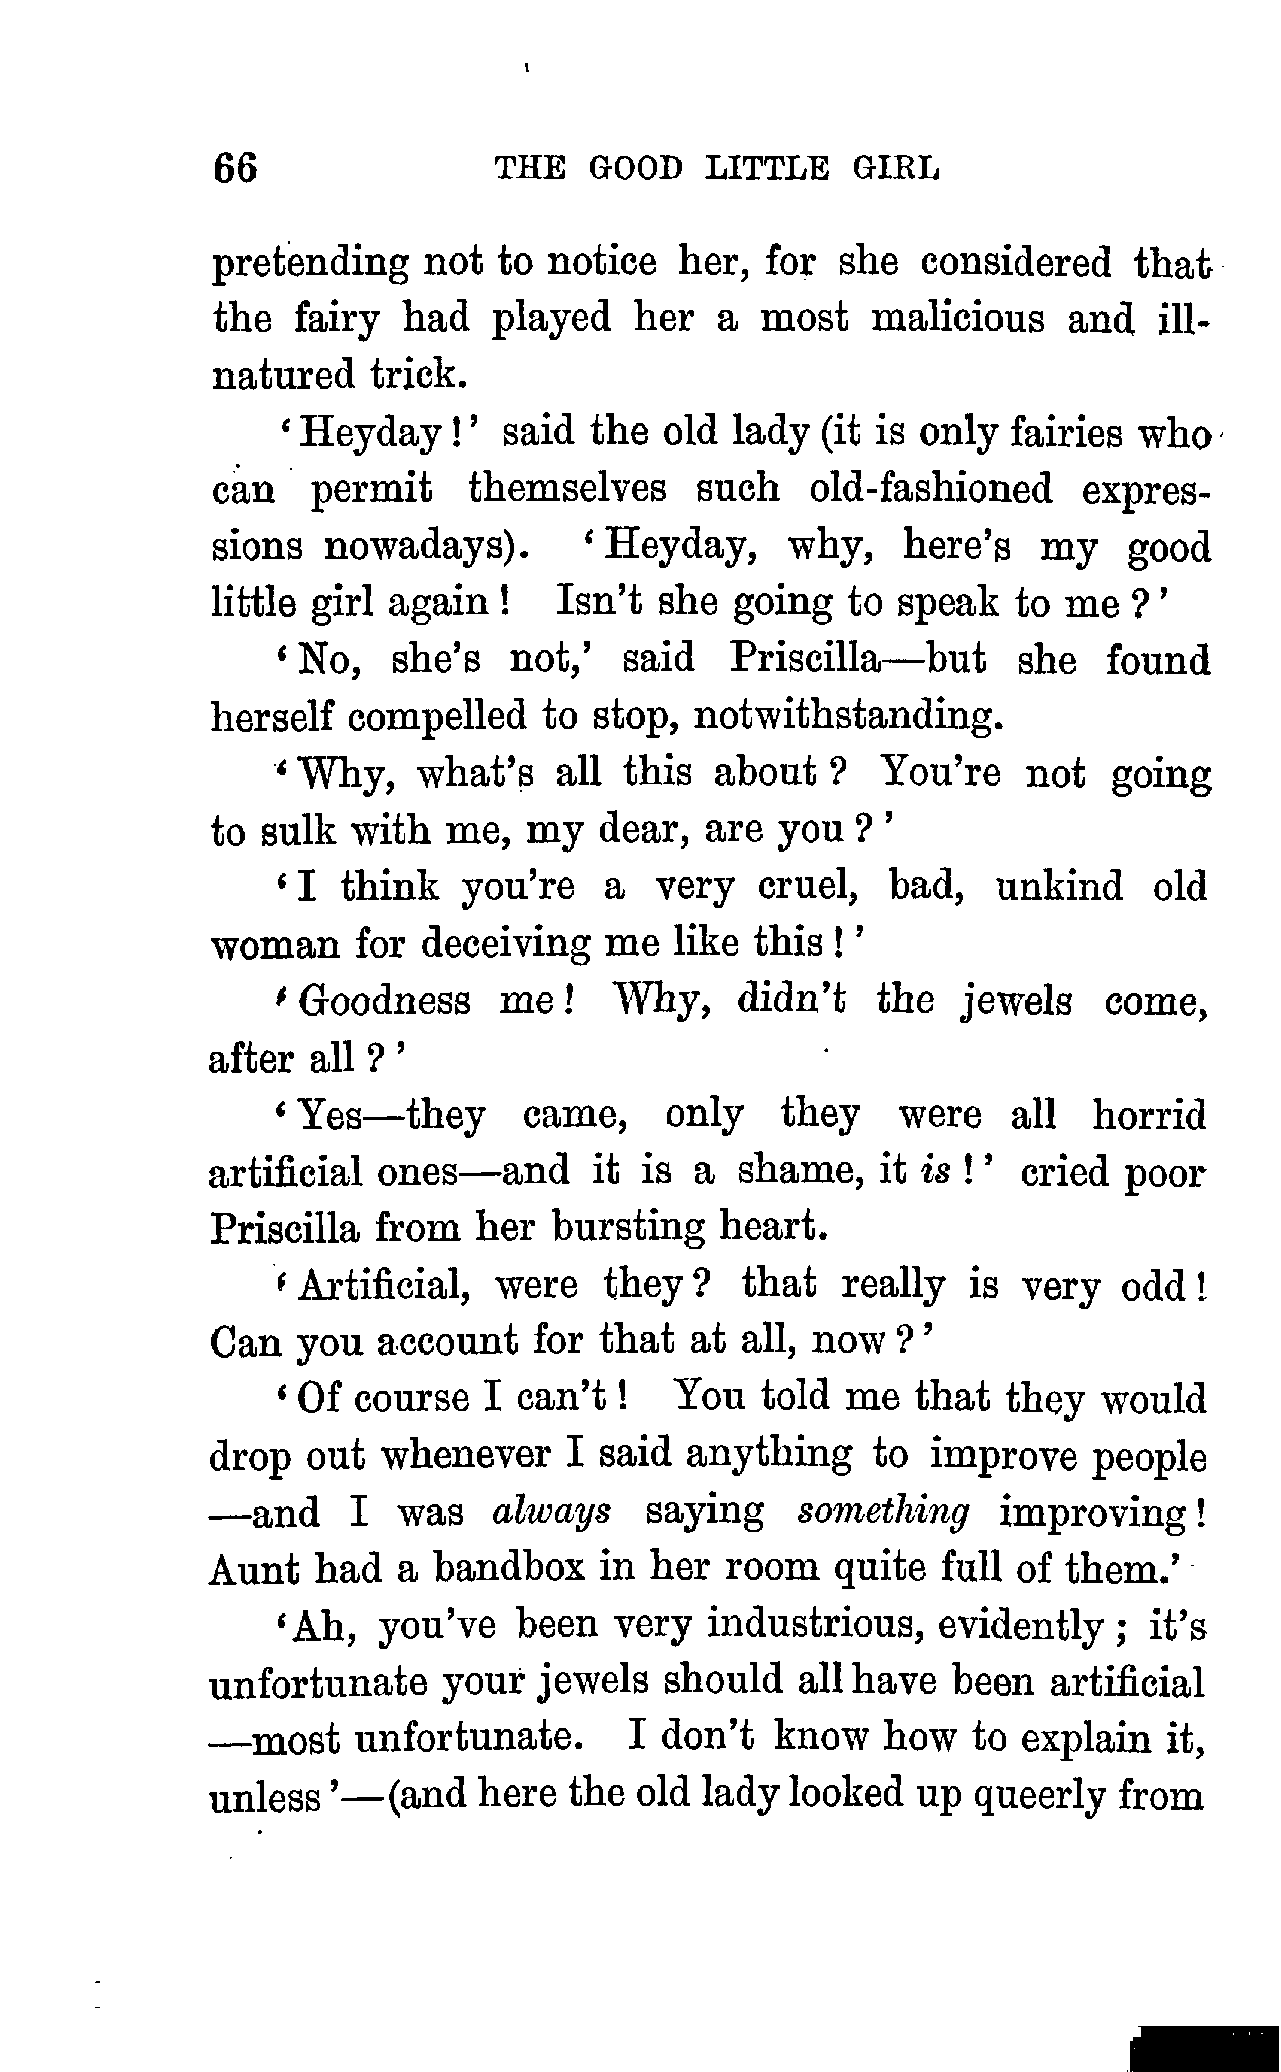 66 THE GOOD LITTLE GIRL
pretending not to notice her, for she considered that
the fairy had played her a most malicious and ill-
natured trick.
‘Heyday!’ said the old lady (it is only fairies who
can permit themselves such old-fashioned expres-
sions nowadays). ‘Heyday, why, here’s my good
little girl again! Isn’t she going to speak to me?’
‘No, she’s not,’ said Priscilla—but she found
herself compelled to stop, notwithstanding.
‘Why, what’s all this about? You’re not going
to sulk with me, my dear, are you?’
‘I think you’re a very cruel, bad, unkind old
woman for deceiving me like this!’
‘Goodness me! Why, didn’t the jewels come,
after all?’
‘Yes—they came, only they were all horrid
artificial ones—and it is a shame, it is!’ cried poor
Priscilla from her bursting heart.
‘Artificial, were they? that really is very odd!
Can you account for that at all, now?’
‘Of course I can’t! You told me that they would
drop out whenever I said anything to improve people
—and I was always saying something improving!
Aunt had a bandbox in her room quite full of them.’
‘Ah, you’ve been very industrious, evidently; it’s
unfortunate your jewels should all have been artificial
—most unfortunate. I don’t know how to explain it,
unless’—(and here the old lady looked up queerly from